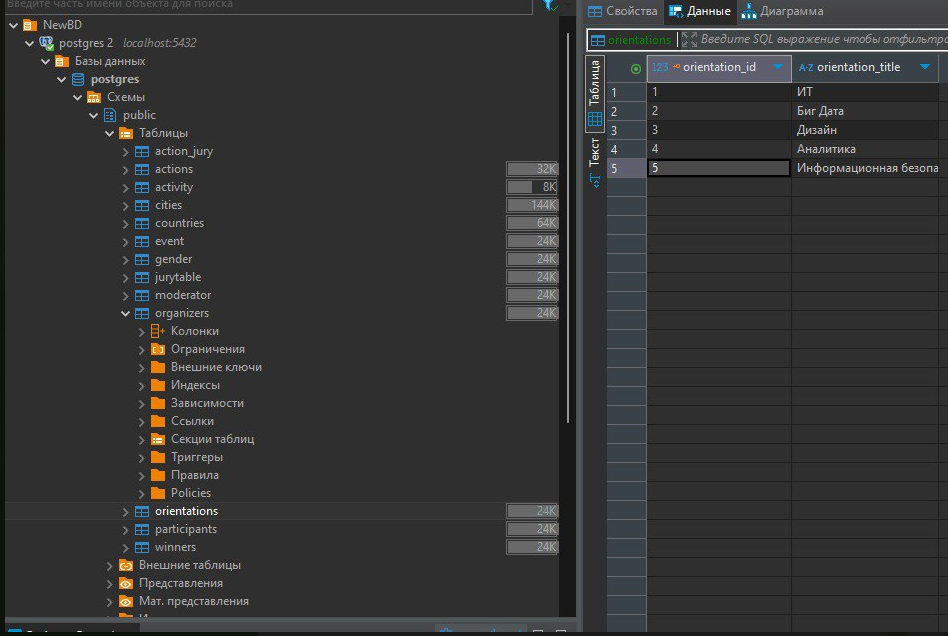 Введите часть имени объекта для поиска
NewBD
postgres 2 localhost:5432
Базы данных
postgres
Схемы
public
Таблицы
action_jury
actions 32K
activity 8K
cities 144K
countries 64K
event 24K
gender 24K
jurytable 24K
moderator 24K
organizers 24K
Колонки
Ограничения
Внешние ключи
Индексы
Зависимости
Ссылки
Секции таблиц
Триггеры
Правила
Policies
orientations 24K
participants 24K
winners 24K
Внешние таблицы
Представления
Мат. представления
Свойства Данные Диаграмма
orientations Введите SQL выражение чтобы отфильтро
Таблица
Текст
123 orientation_id A-Z orientation_title
1 1 ИТ
2 2 Биг Дата
3 3 Дизайн
4 4 Аналитика
5 5 Информационная безопа